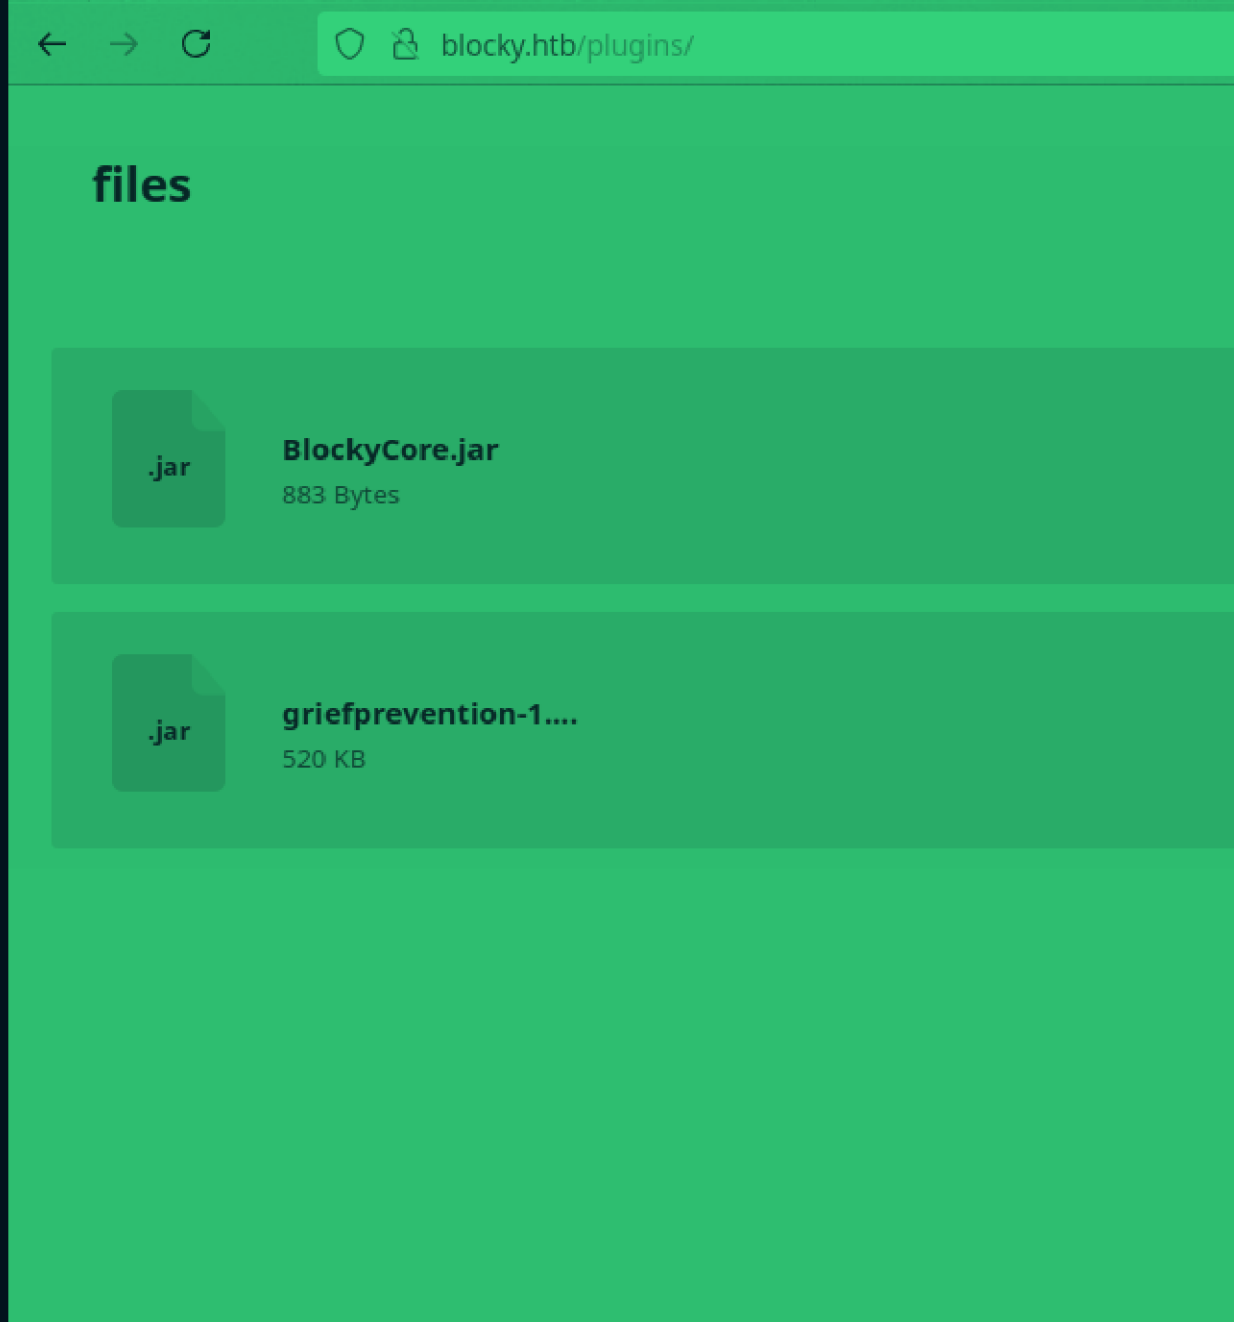 blocky.htb/plugins/
files
.jar
BlockyCore.jar
883 Bytes
.jar
griefprevention-1....
520 KB